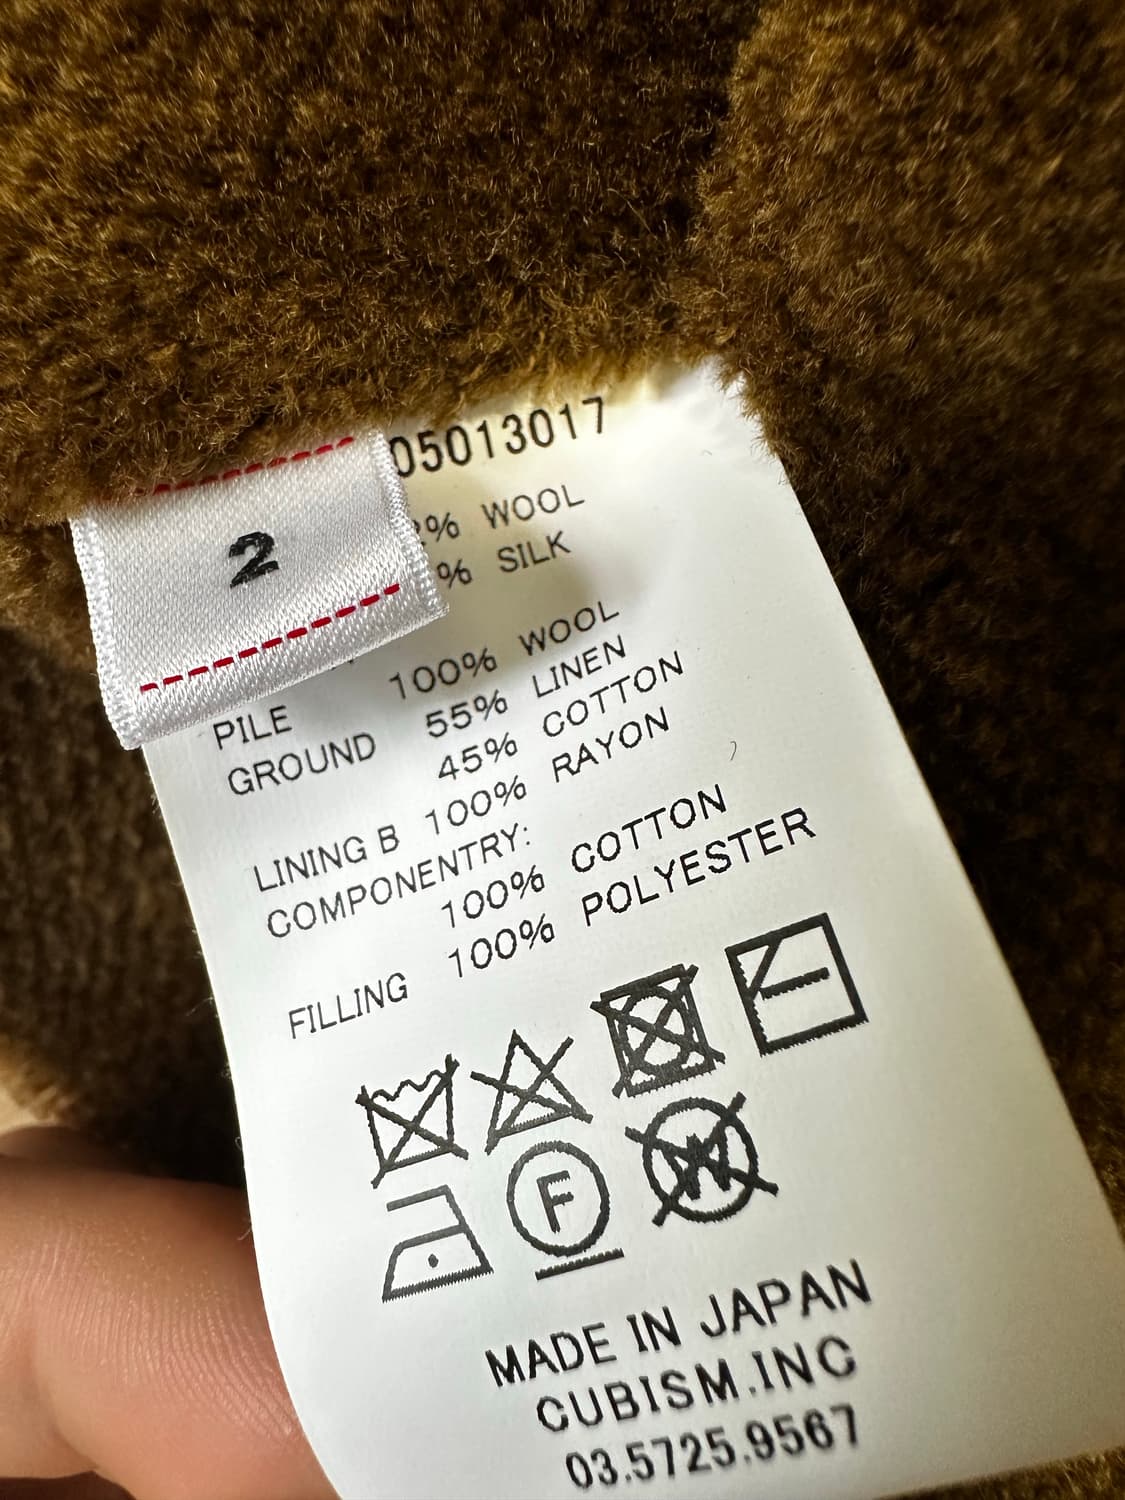 05013017
2
% WOOL
% SILK
PILE 100% WOOL
GROUND 55% LINEN
45% COTTON
LINING B 100% RAYON
COMPONENTRY:
100% COTTON
FILLING 100% POLYESTER
F
W
MADE IN JAPAN
CUBISM.INC
03.5725.9567